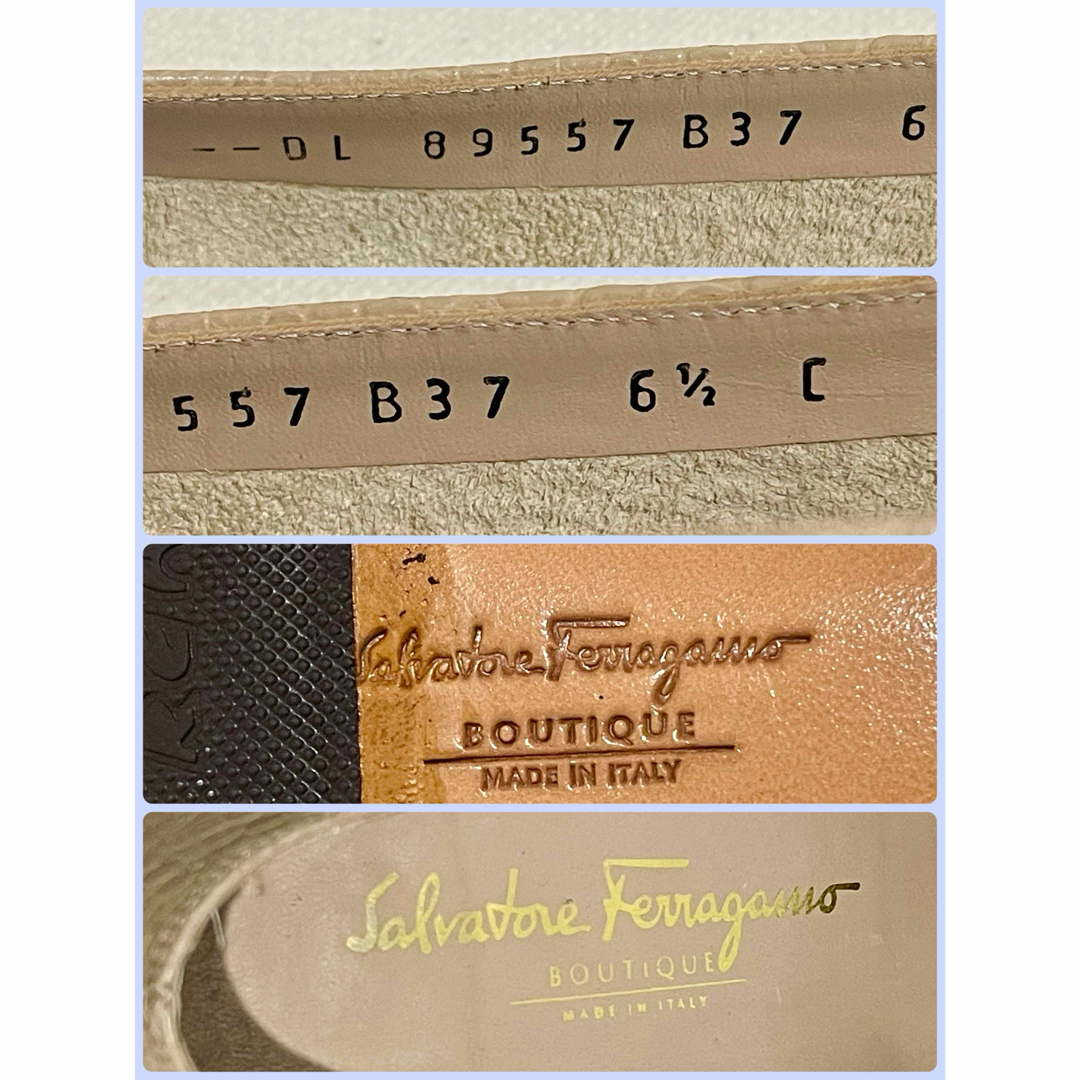 --DL 89557 B37 6
557 B37 6½ C
Salvatore Ferragamo
BOUTIQUE
MADE IN ITALY
Salvatore Ferragamo
BOUTIQUE
MADE IN ITALY